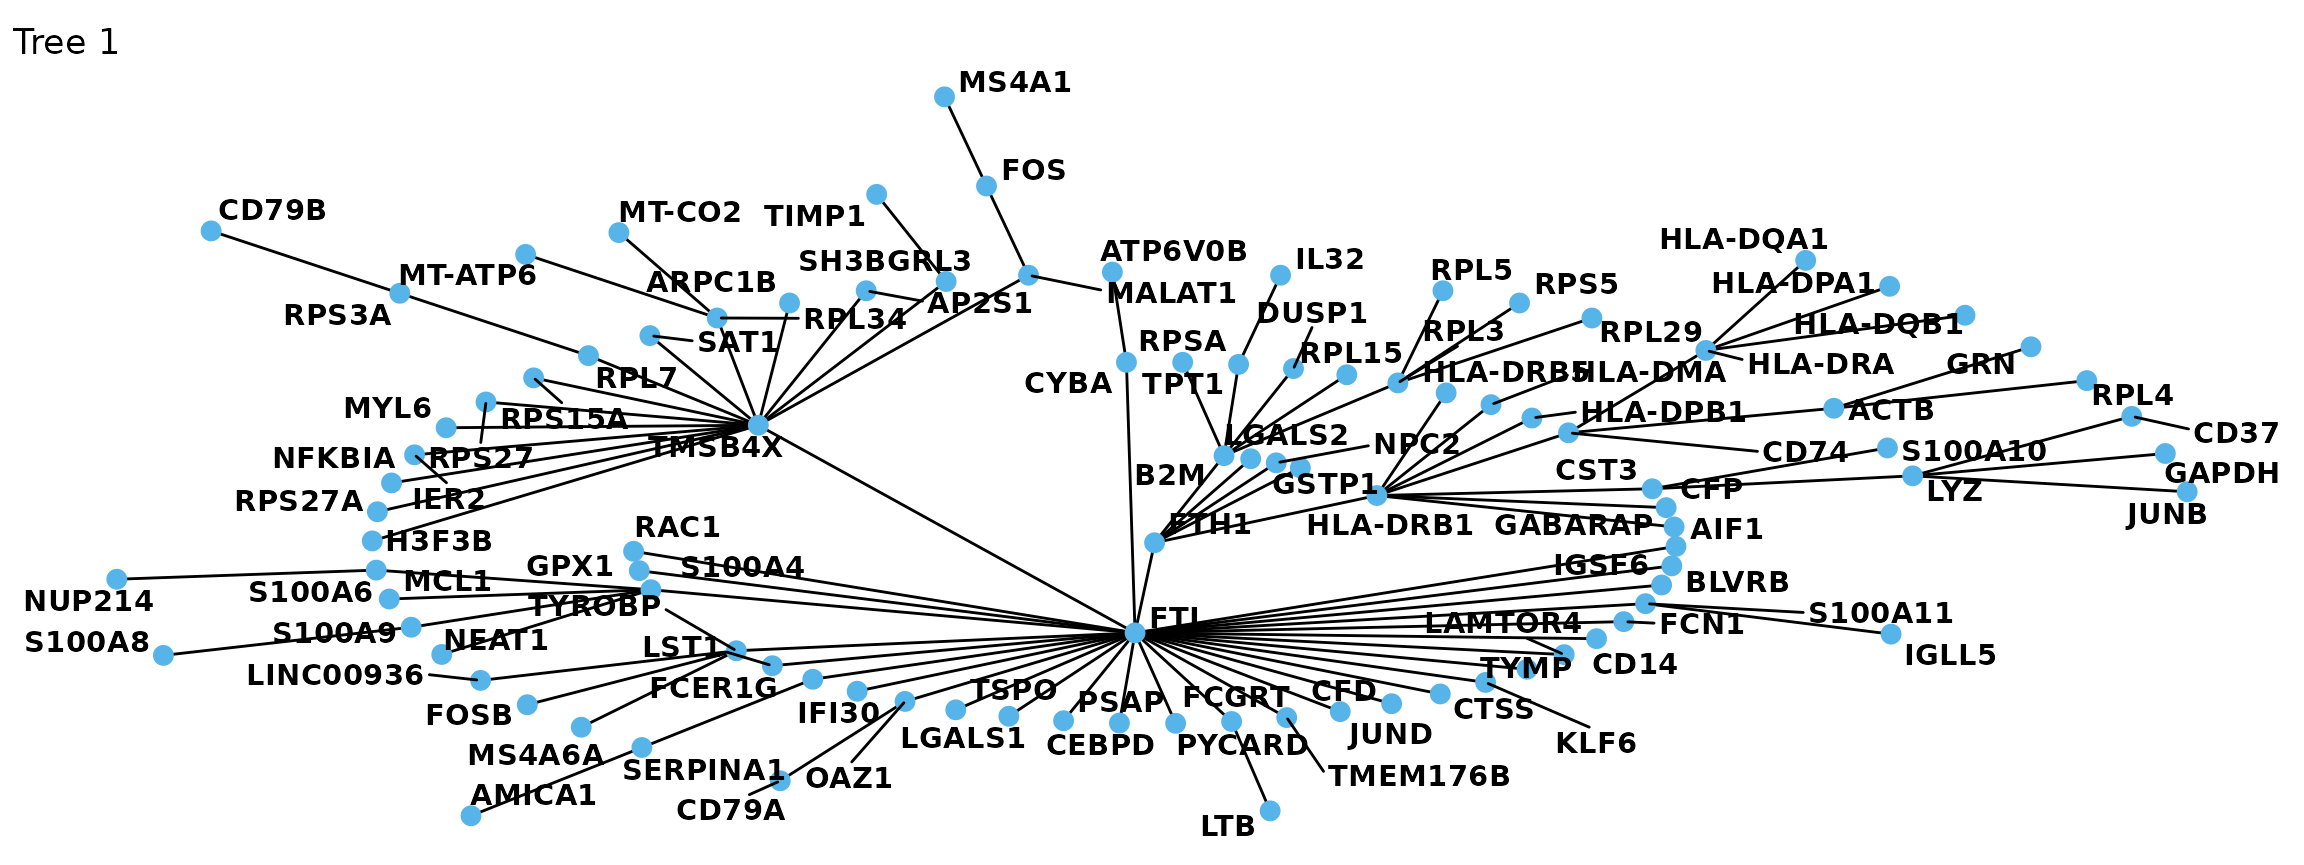 Tree 1
MS4A1
FOS
CD79B
MT-CO2
TIMP1
HLA-DQA1
ATP6V0B
IL32
SH3BGRL3
MT-ATP6
ARPC1B
RPL5
RPS5
HLA-DPA1
MALAT1
AP2S1
RPS3A
RPL34
DUSP1
HLA-DQB1
RPL3
RPL29
SAT1
RPSA
RPL15
HLA-DRA
GRN
RPL7
CYBA
TPT1
HLA-DRB5
HLA-DMA
RPL4
MYL6
RPS15A
HLA-DPB1
ACTB
CD37
LGALS2
NPC2
TMSB4X
CD74
S100A10
NFKBIA
RPS27
B2M
CST3
GAPDH
GSTP1
CFP
LYZ
RPS27A
IER2
JUNB
FTH1
HLA-DRB1
GABARAP
AIF1
RAC1
H3F3B
GPX1
S100A4
IGSF6
MCL1
BLVRB
S100A6
NUP214
TYROBP
FTL
LAMTOR4
FCN1
S100A11
S100A9
S100A8
NEAT1
LST1
IGLL5
TYMP
CD14
LINC00936
FCER1G
TSPO
PSAP
FCGRT
CFD
CTSS
FOSB
IFI30
LGALS1
CEBPD
PYCARD
JUND
KLF6
MS4A6A
SERPINA1
OAZ1
TMEM176B
AMICA1
CD79A
LTB